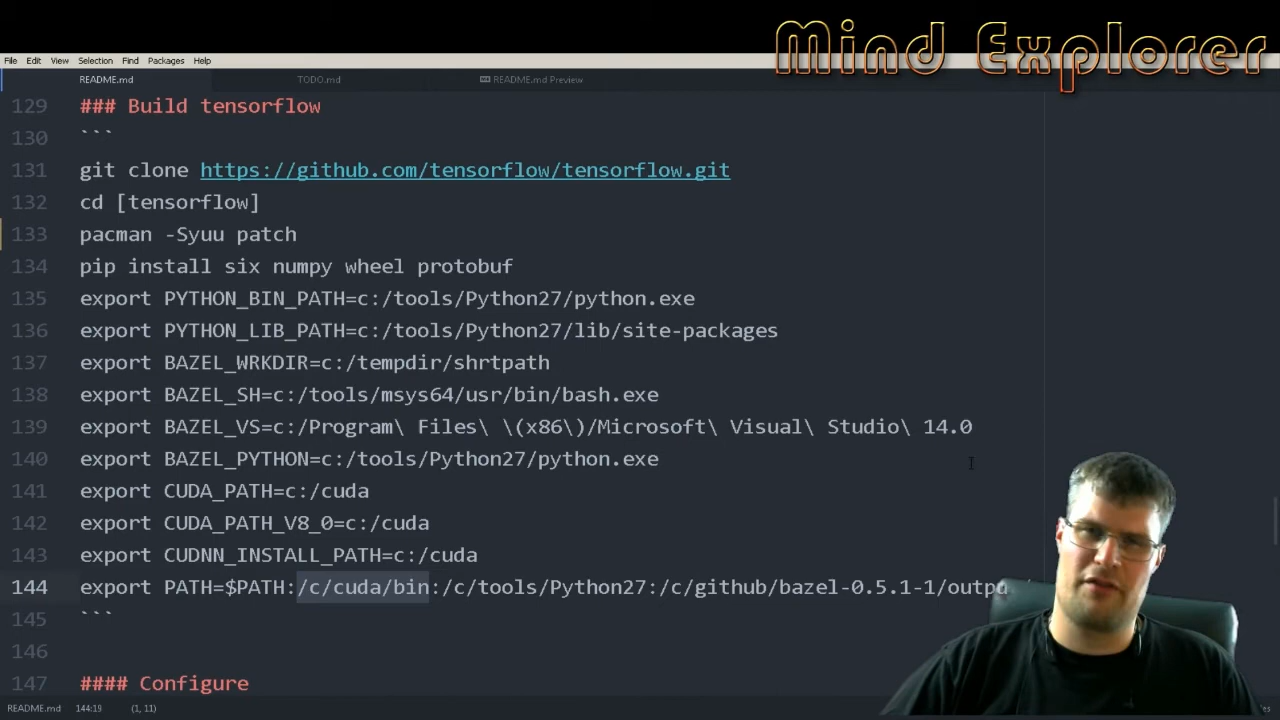 Mind Explorer
File Edit View Selection Find Packages Help
README.md TODO.md README.md Preview
129 ### Build tensorflow
130 ```
131 git clone https://github.com/tensorflow/tensorflow.git
132 cd [tensorflow]
133 pacman -Syuu patch
134 pip install six numpy wheel protobuf
135 export PYTHON_BIN_PATH=c:/tools/Python27/python.exe
136 export PYTHON_LIB_PATH=c:/tools/Python27/lib/site-packages
137 export BAZEL_WRKDIR=c:/tempdir/shrtpath
138 export BAZEL_SH=c:/tools/msys64/usr/bin/bash.exe
139 export BAZEL_VS=c:/Program\ Files\ \(x86\)/Microsoft\ Visual\ Studio\ 14.0
140 export BAZEL_PYTHON=c:/tools/Python27/python.exe
141 export CUDA_PATH=c:/cuda
142 export CUDA_PATH_V8_0=c:/cuda
143 export CUDNN_INSTALL_PATH=c:/cuda
144 export PATH=$PATH:/c/cuda/bin:/c/tools/Python27:/c/github/bazel-0.5.1-1/outpu
145 ```
146
147 #### Configure
README.md 144:19 (1, 11)